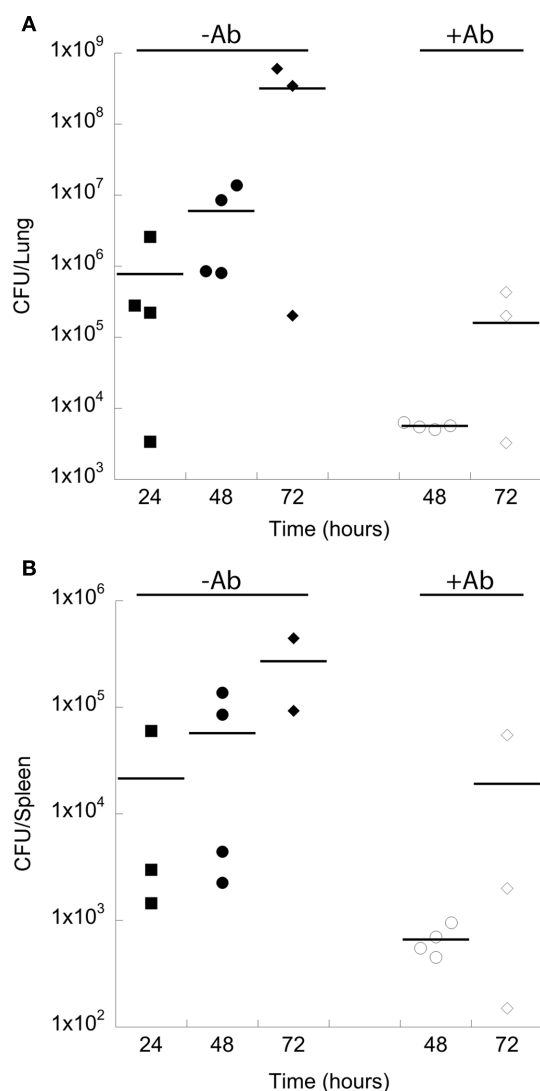 A
-Ab +Ab
1x10⁹
1x10⁸
1x10⁷
1x10⁶
1x10⁵
1x10⁴
1x10³
CFU/Lung
24 48 72 48 72
Time (hours)
B
-Ab +Ab
1x10⁶
1x10⁵
1x10⁴
1x10³
1x10²
CFU/Spleen
24 48 72 48 72
Time (hours)